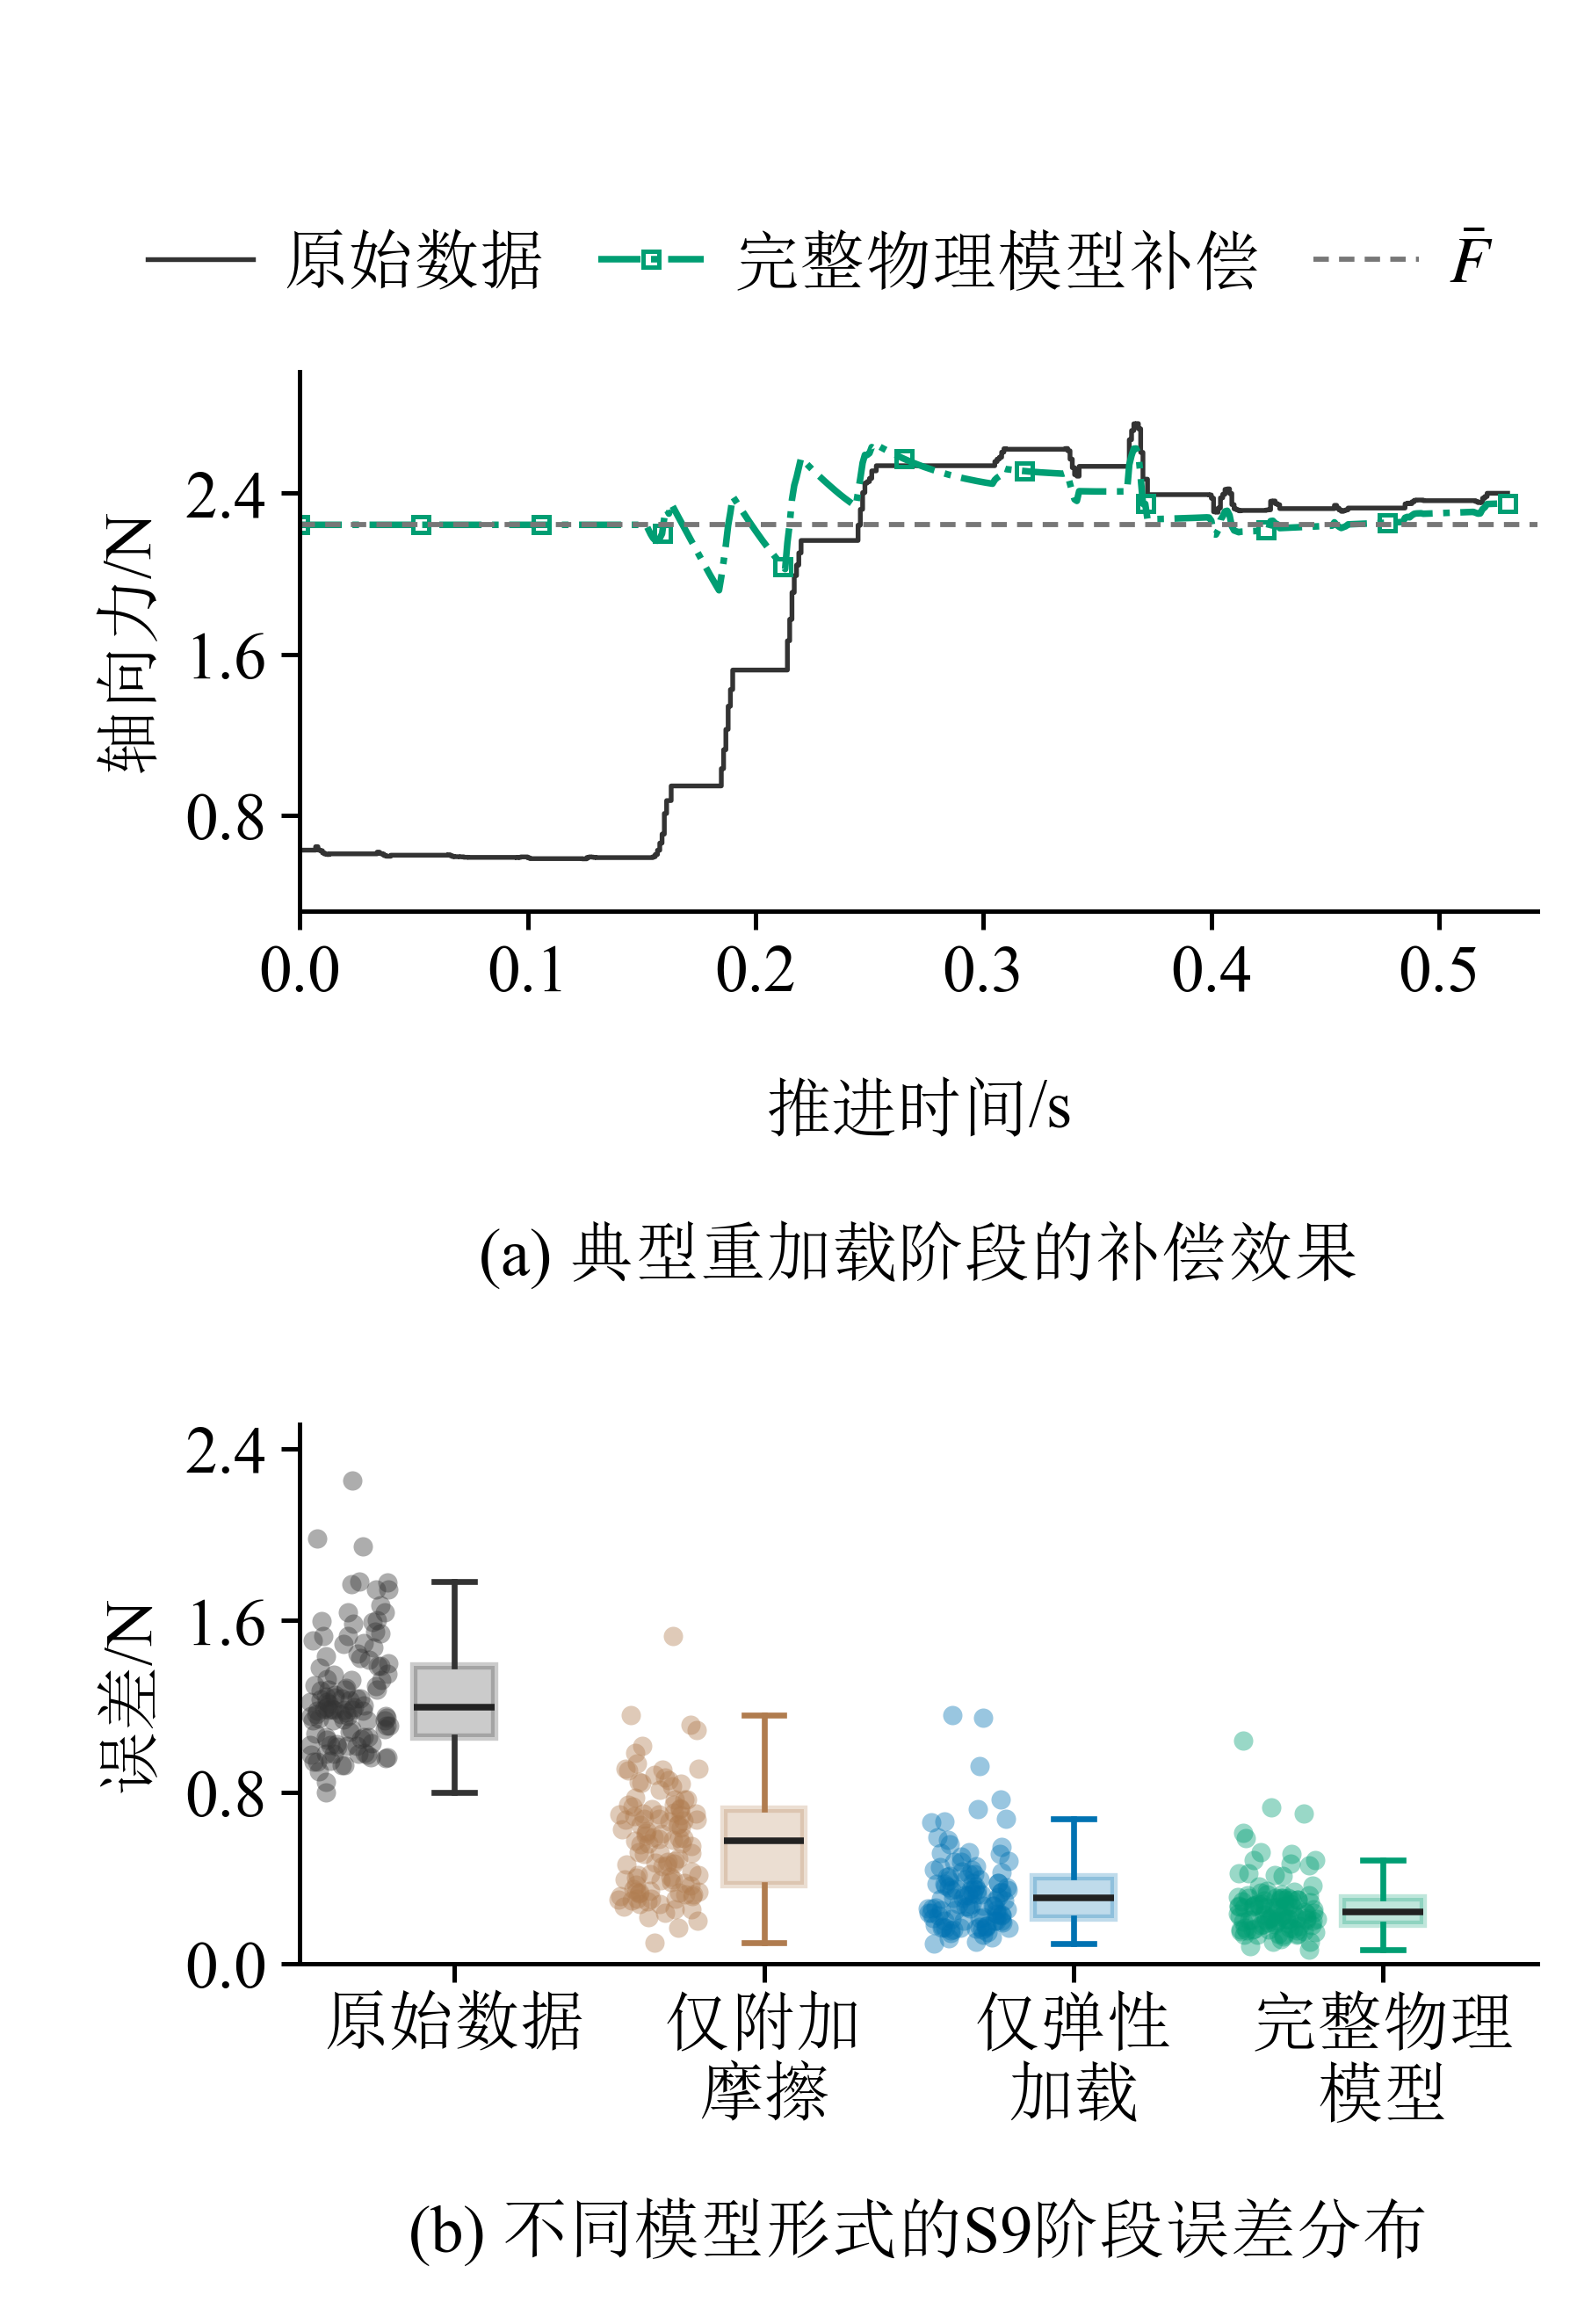 原始数据 完整物理模型补偿 F̄
轴向力/N
2.4
1.6
0.8
0.0 0.1 0.2 0.3 0.4 0.5
推进时间/s
(a) 典型重加载阶段的补偿效果
误差/N
2.4
1.6
0.8
0.0
原始数据 仅附加 仅弹性 完整物理
摩擦 加载 模型
(b) 不同模型形式的S9阶段误差分布